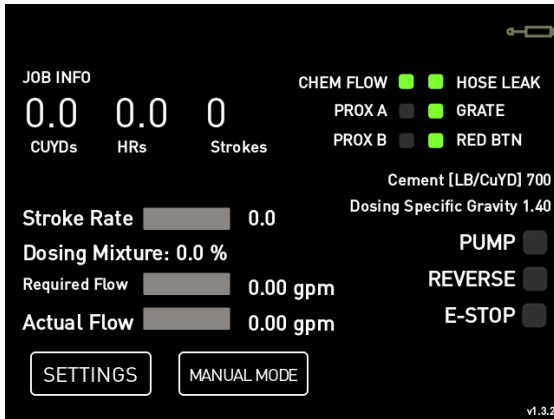 JOB INFO
0.0 0.0 0
CUYDs HRs Strokes
CHEM FLOW HOSE LEAK
PROX A GRATE
PROX B RED BTN
Cement [LB/CuYD] 700
Dosing Specific Gravity 1.40
Stroke Rate 0.0
Dosing Mixture: 0.0 %
Required Flow 0.00 gpm
Actual Flow 0.00 gpm
PUMP
REVERSE
E-STOP
SETTINGS MANUAL MODE
v1.3.2